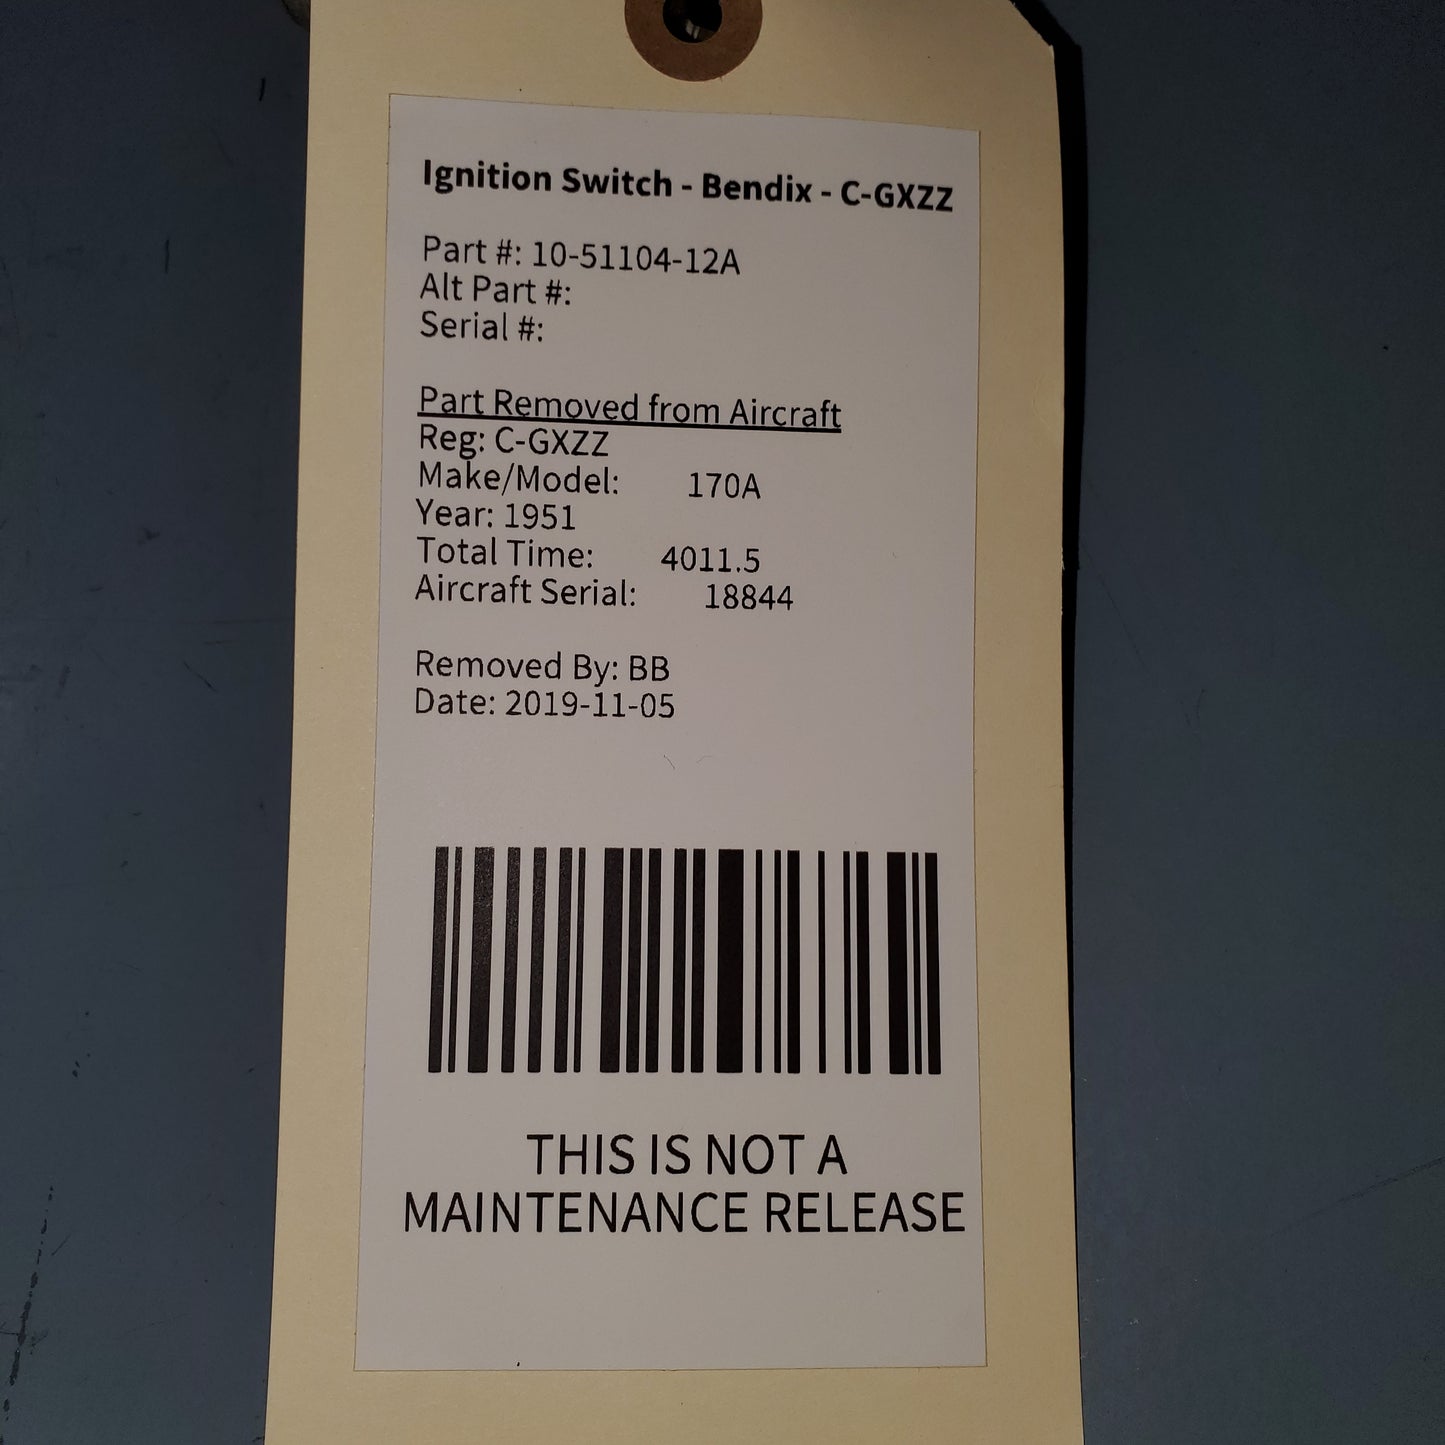 Ignition Switch - Bendix - C-GXZZ
Part #: 10-51104-12A
Alt Part #:
Serial #:
Part Removed from Aircraft
Reg: C-GXZZ
Make/Model: 170A
Year: 1951
Total Time: 4011.5
Aircraft Serial: 18844
Removed By: BB
Date: 2019-11-05
THIS IS NOT A
MAINTENANCE RELEASE